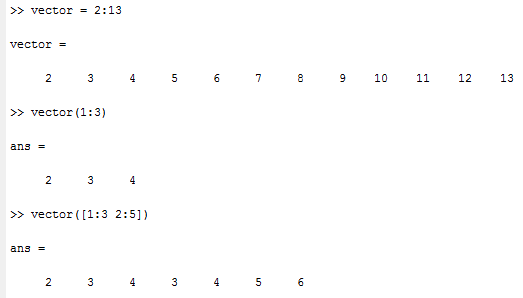 >> vector = 2:13
vector =
2 3 4 5 6 7 8 9 10 11 12 13
>> vector(1:3)
ans =
2 3 4
>> vector([1:3 2:5])
ans =
2 3 4 3 4 5 6